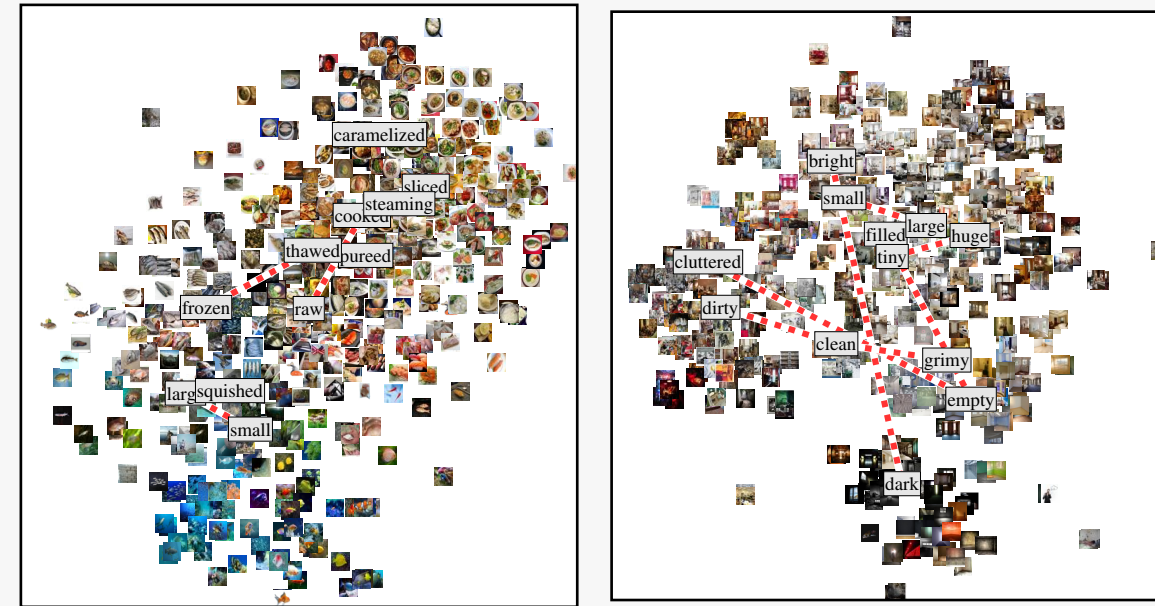 caramelized
sliced
steaming
cooked
thawed
pureed
frozen
raw
larg
squished
small
bright
small
large
filled
huge
tiny
cluttered
dirty
clean
grimy
empty
dark